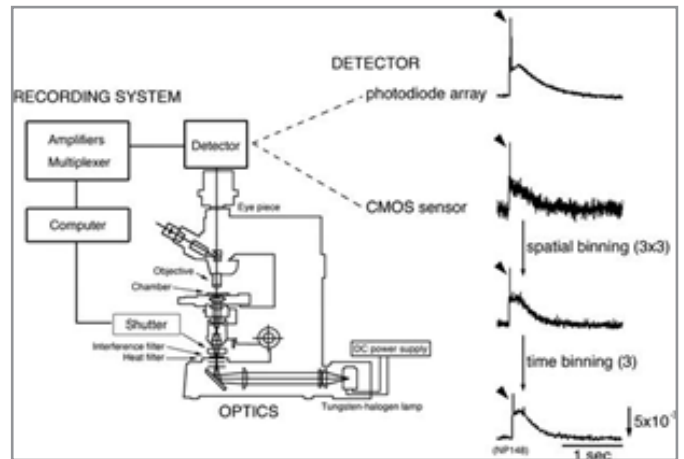 DETECTOR
photodiode array
RECORDING SYSTEM
Amplifiers
Multiplexer
Detector
Eye piece
CMOS sensor
Computer
spatial binning (3x3)
Objective
Chamber
Shutter
Interference filter
Heat filter
DC power supply
time binning (3)
OPTICS
Tungsten-halogen lamp
(NP148)
1 sec